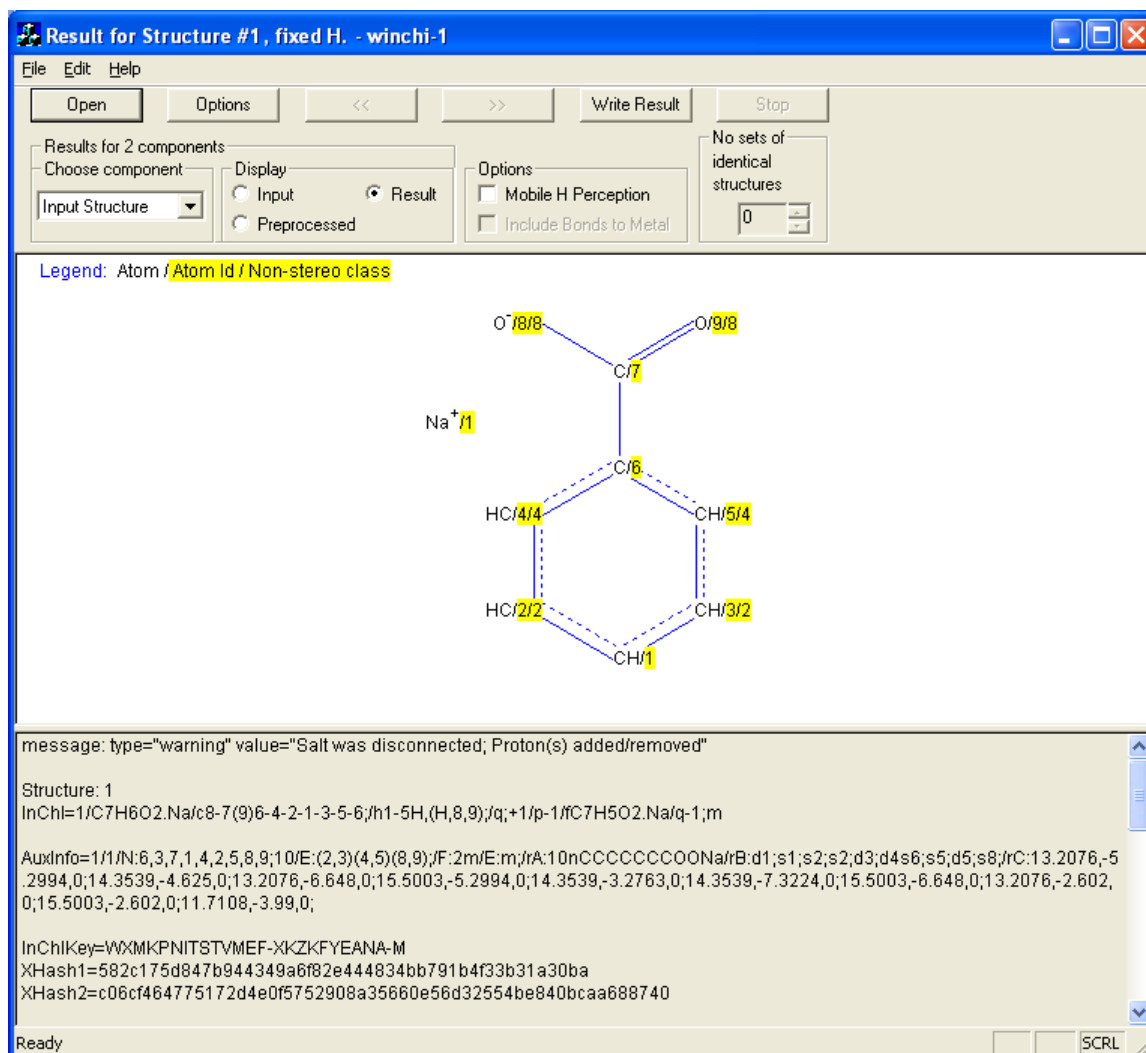 Result for Structure #1, fixed H. - winchi-1
File Edit Help
Open Options << >> Write Result Stop
Results for 2 components
Choose component
Input Structure
Display
Input Result
Preprocessed
Options
Mobile H Perception
Include Bonds to Metal
No sets of
identical
structures
0
Legend: Atom /Atom Id / Non-stereo class
O-/8/8 O/9/8
C/7
Na+/1
C/6
HC/4/4 CH/5/4
HC/2/2 CH/3/2
CH/1
message: type="warning" value="Salt was disconnected; Proton(s) added/removed"
Structure: 1
InChI=1/C7H6O2.Na/c8-7(9)6-4-2-1-3-5-6;/h1-5H,(H,8,9);/q;+1/p-1/fC7H5O2.Na/q-1;m
AuxInfo=1/1/N:6,3,7,1,4,2,5,8,9;10/E:(2,3)(4,5)(8,9);/F:2m/E:m;/rA:10nCCCCCCCOONa/rB:d1;s1;s2;s2;d3;d4s6;s5;d5;s8;/rC:13.2076,-5
.2994,0;14.3539,-4.625,0;13.2076,-6.648,0;15.5003,-5.2994,0;14.3539,-3.2763,0;14.3539,-7.3224,0;15.5003,-6.648,0;13.2076,-2.602,
0;15.5003,-2.602,0;11.7108,-3.99,0;
InChIKey=WXMKPNITSTVMEF-XKZKFYEANA-M
XHash1=582c175d847b944349a6f82e444834bb791b4f33b31a30ba
XHash2=c06cf464775172d4e0f5752908a35660e56d32554be840bcaa688740
Ready SCRL